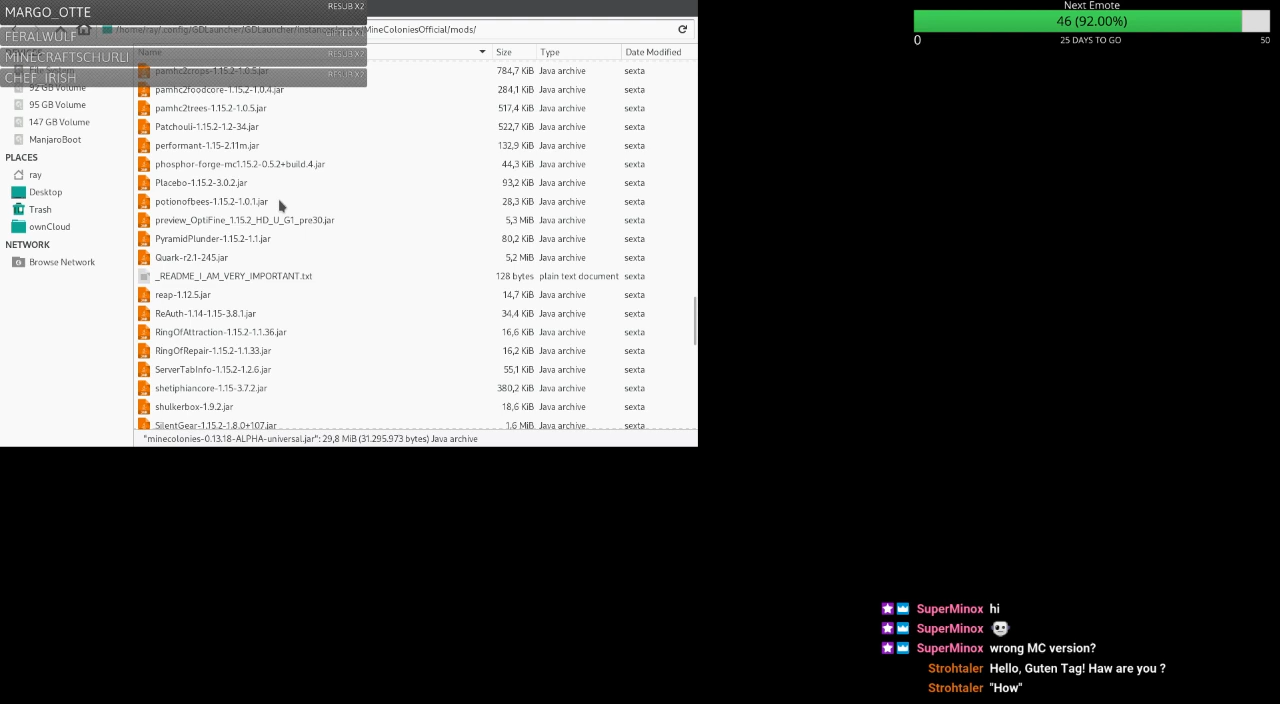 MARGO_OTTE RESUB X2
FERALWULF
MINECRAFTSCHURLI RESUB X2
CHEF_IRISH RESUB X2
/home/ray/.config/GDLauncher/GDLauncher/instances/ MineColoniesOfficial/mods/
Name Size Type Date Modified
92 GB Volume
95 GB Volume
147 GB Volume
ManjaroBoot
PLACES
ray
Desktop
Trash
ownCloud
NETWORK
Browse Network
pamhc2crops-1.15.2-1.0.5.jar 784,7 KiB Java archive sexta
pamhc2foodcore-1.15.2-1.0.4.jar 284,1 KiB Java archive sexta
pamhc2trees-1.15.2-1.0.5.jar 517,4 KiB Java archive sexta
Patchouli-1.15.2-1.2-34.jar 522,7 KiB Java archive sexta
performant-1.15-2.11m.jar 132,9 KiB Java archive sexta
phosphor-forge-mc1.15.2-0.5.2+build.4.jar 44,3 KiB Java archive sexta
Placebo-1.15.2-3.0.2.jar 93,2 KiB Java archive sexta
potionofbees-1.15.2-1.0.1.jar 28,3 KiB Java archive sexta
preview_OptiFine_1.15.2_HD_U_G1_pre30.jar 5,3 MiB Java archive sexta
PyramidPlunder-1.15.2-1.1.jar 80,2 KiB Java archive sexta
Quark-r2.1-245.jar 5,2 MiB Java archive sexta
_README_I_AM_VERY_IMPORTANT.txt 128 bytes plain text document sexta
reap-1.12.5.jar 14,7 KiB Java archive sexta
ReAuth-1.14-1.15-3.8.1.jar 34,4 KiB Java archive sexta
RingOfAttraction-1.15.2-1.1.36.jar 16,6 KiB Java archive sexta
RingOfRepair-1.15.2-1.1.33.jar 16,2 KiB Java archive sexta
ServerTabInfo-1.15.2-1.2.6.jar 55,1 KiB Java archive sexta
shetiphiancore-1.15-3.7.2.jar 380,2 KiB Java archive sexta
shulkerbox-1.9.2.jar 18,6 KiB Java archive sexta
SilentGear-1.15.2-1.8.0+107.jar 1,6 MiB Java archive sexta
"minecolonies-0.13.18-ALPHA-universal.jar": 29,8 MiB (31.295.973 bytes) Java archive
Next Emote
46 (92.00%)
0 25 DAYS TO GO 50
SuperMinox hi
SuperMinox
SuperMinox wrong MC version?
Strohtaler Hello, Guten Tag! Haw are you ?
Strohtaler "How"